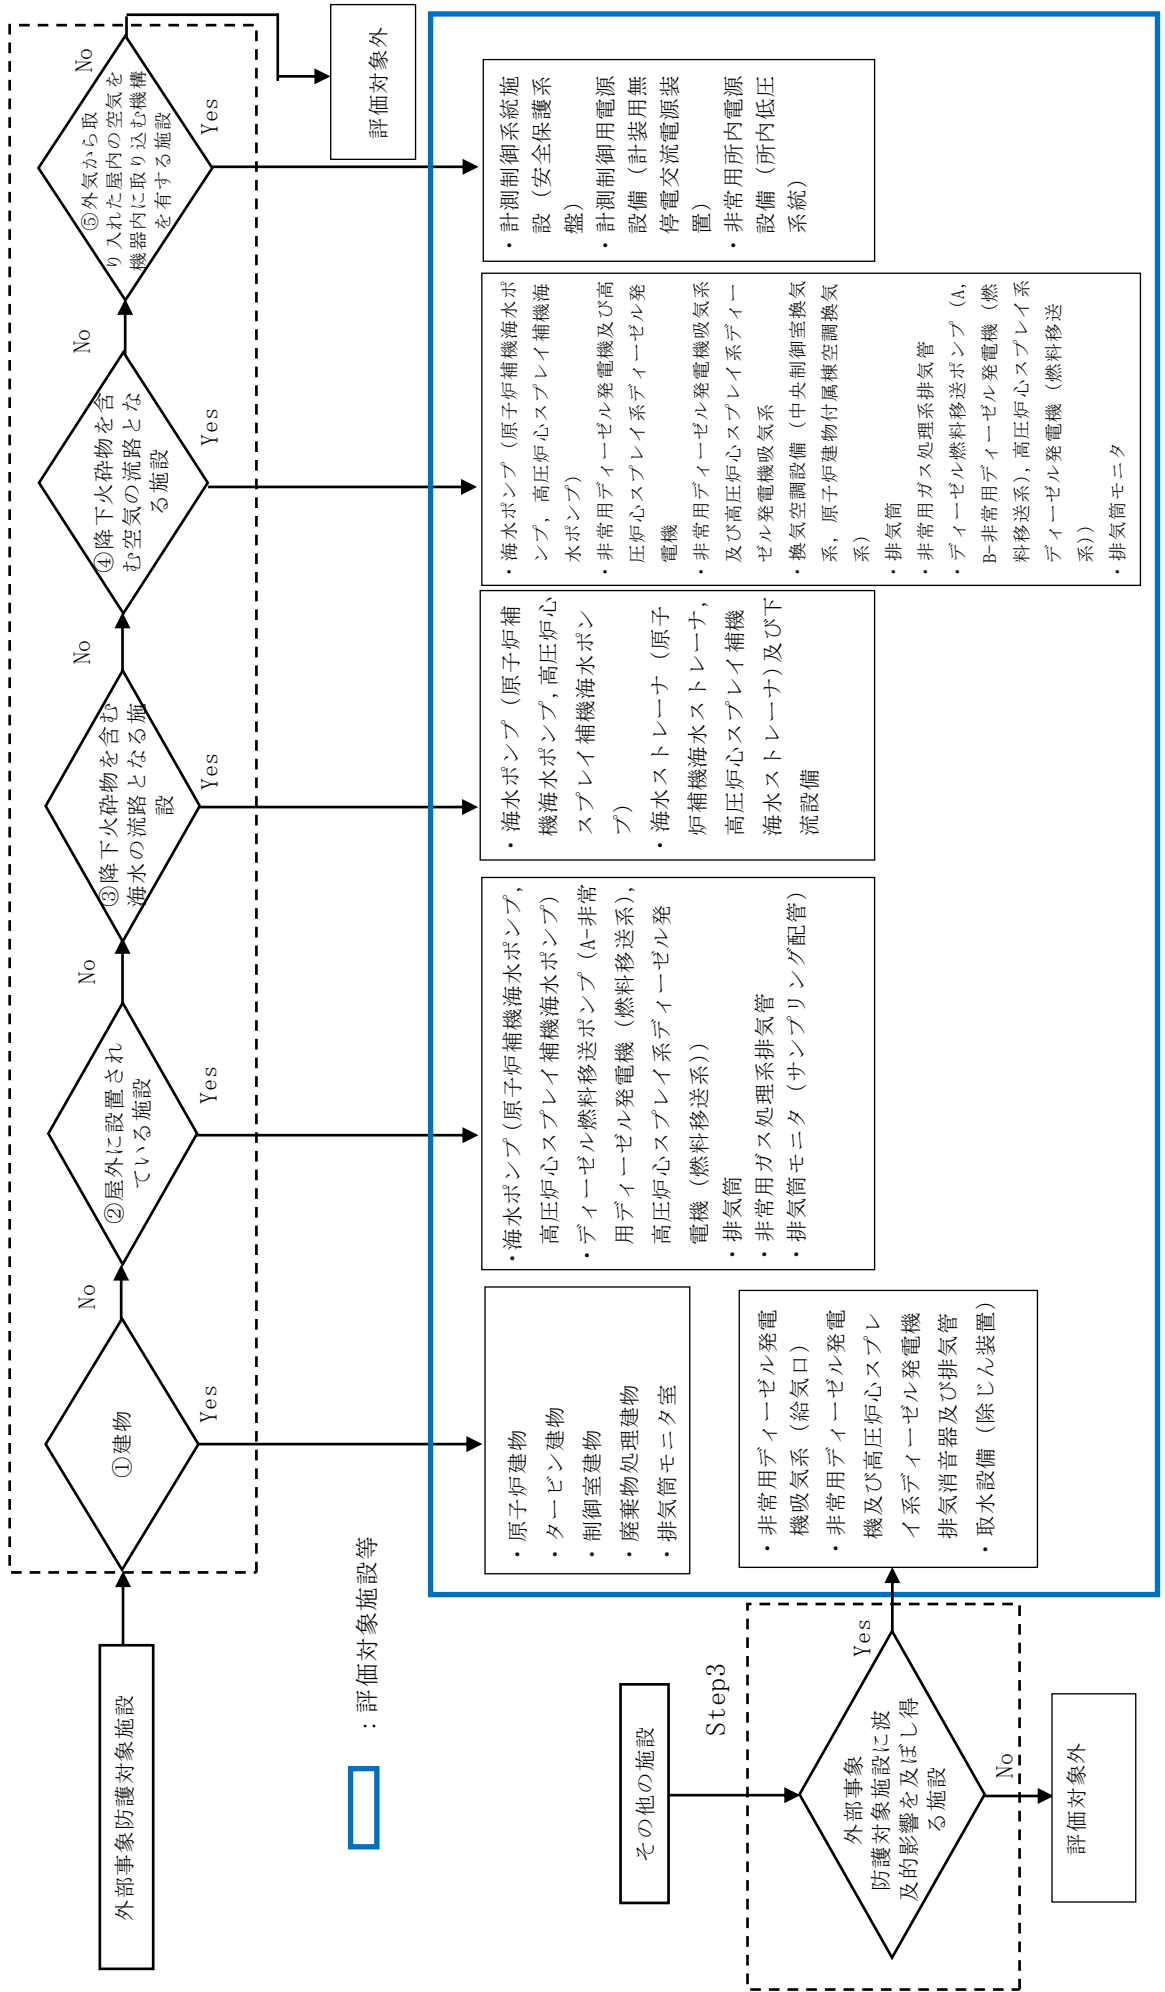 外部事象防護対象施設
①建物
No
Yes
②屋外に設置され
ている施設
No
Yes
③降下火砕物を含む
海水の流路となる施
設
No
Yes
④降下火砕物を含
む空気の流路とな
る施設
No
Yes
⑤外気から取
り入れた屋内の空気を
機器内に取り込む機構
を有する施設
No
Yes
評価対象外
：評価対象施設等
・原子炉建物
・タービン建物
・制御室建物
・廃棄物処理建物
・排気筒モニタ室
・海水ポンプ(原子炉補機海水ポンプ,
高圧炉心スプレイ補機海水ポンプ)
・ディーゼル燃料移送ポンプ（A-非常
用ディーゼル発電機（燃料移送系),
高圧炉心スプレイ系ディーゼル発
電機（燃料移送系))
・排気筒
・非常用ガス処理系排気管
・排気筒モニタ（サンプリング配管）
・海水ポンプ（原子炉補
機海水ポンプ,高圧炉心
スプレイ補機海水ポン
プ）
・海水ストレーナ（原子
炉補機海水ストレーナ,
高圧炉心スプレイ補機
海水ストレーナ)及び下
流設備
・海水ポンプ（原子炉補機海水ポ
ンプ，高圧炉心スプレイ補機海
水ポンプ）
・非常用ディーゼル発電機及び高
圧炉心スプレイ系ディーゼル発
電機
・非常用ディーゼル発電機吸気系
及び高圧炉心スプレイ系ディー
ゼル発電機吸気系
・換気空調設備（中央制御室換気
系，原子炉建物付属棟空調換気
系）
・排気筒
・非常用ガス処理系排気管
・ディーゼル燃料移送ポンプ（A,
B-非常用ディーゼル発電機（燃
料移送系),高圧炉心スプレイ系
ディーゼル発電機（燃料移送
系))
・排気筒モニタ
・計測制御系統施
設（安全保護系
盤）
・計測制御用電源
設備（計装用無
停電交流電源装
置）
・非常用所内電源
設備（所内低圧
系統）
その他の施設
Step3
外部事象
防護対象施設に波
及的影響を及ぼし得
る施設
Yes
No
評価対象外
・非常用ディーゼル発電
機吸気系（給気口）
・非常用ディーゼル発電
機及び高圧炉心スプレ
イ系ディーゼル発電機
排気消音器及び排気管
・取水設備（除じん装置）